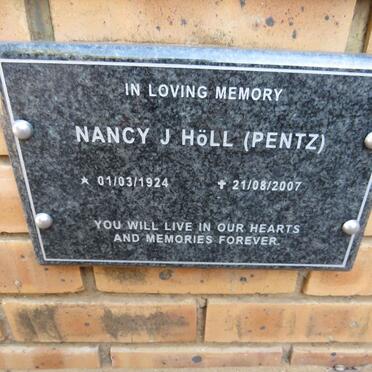 IN LOVING MEMORY
NANCY J HöLL (PENTZ)
★ 01/03/1924 ✝ 21/08/2007
YOU WILL LIVE IN OUR HEARTS
AND MEMORIES FOREVER.